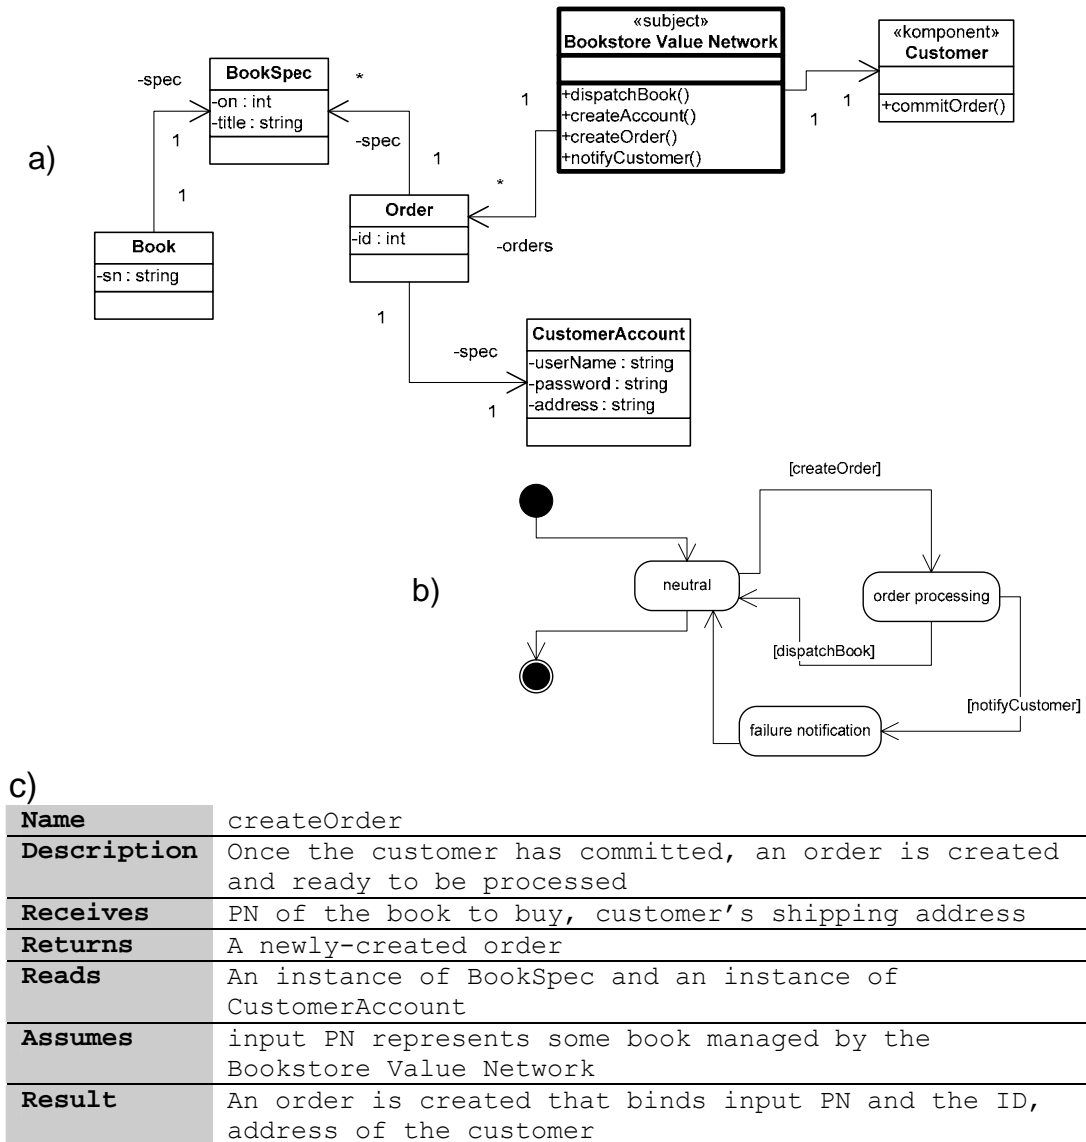 «subject»
Bookstore Value Network
+dispatchBook()
+createAccount()
+createOrder()
+notifyCustomer()
«komponent»
Customer
+commitOrder()
1
1
1
-spec
BookSpec
-on : int
-title : string
*
-spec
1
1
1
a)
*
-orders
Order
-id : int
Book
-sn : string
1
-spec
1
CustomerAccount
-userName : string
-password : string
-address : string
b)
[createOrder]
neutral
order processing
[dispatchBook]
[notifyCustomer]
failure notification
c)
Name createOrder
Description Once the customer has committed, an order is created
and ready to be processed
Receives PN of the book to buy, customer's shipping address
Returns A newly-created order
Reads An instance of BookSpec and an instance of
CustomerAccount
Assumes input PN represents some book managed by the
Bookstore Value Network
Result An order is created that binds input PN and the ID,
address of the customer